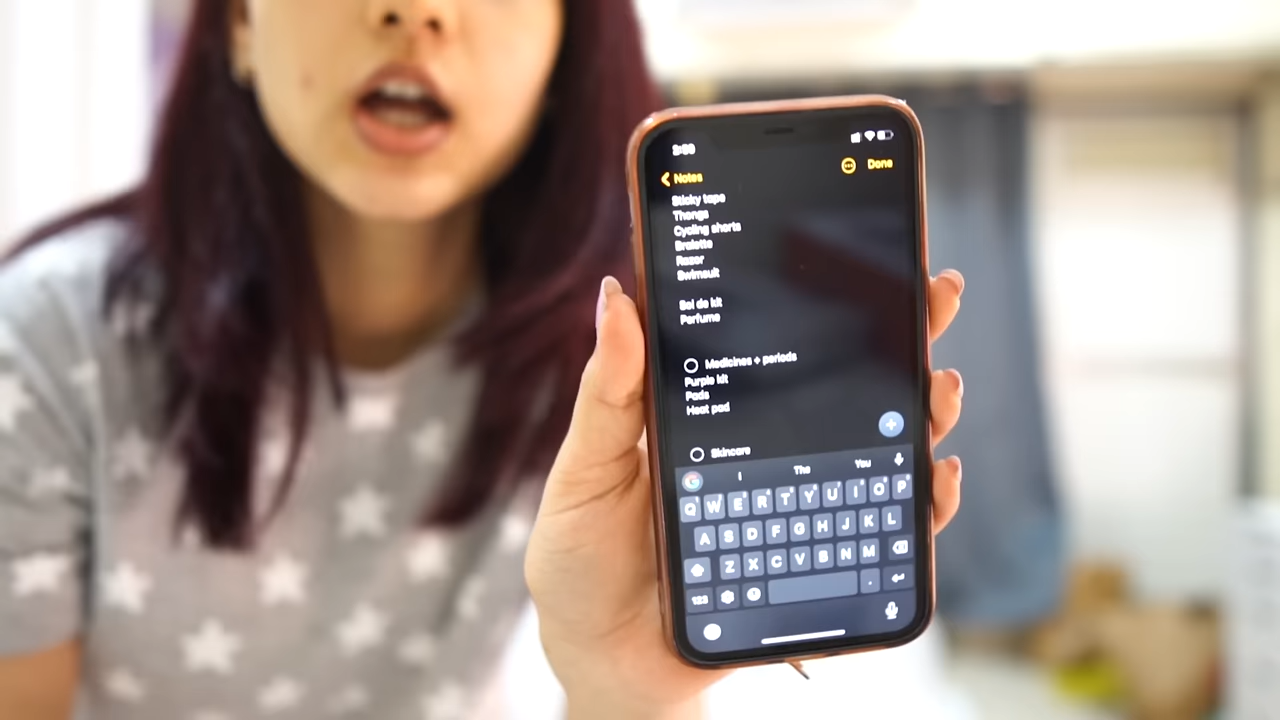 Notes
Done
Sticky tape
Thongs
Cycling shorts
Bralette
Razor
Swimsuit
Sol de kit
Perfume
Medicines + periods
Purple kit
Pads
Heat pad
Skincare
I The You
Q W E R T Y U I O P
A S D F G H J K L
Z X C V B N M
123 .